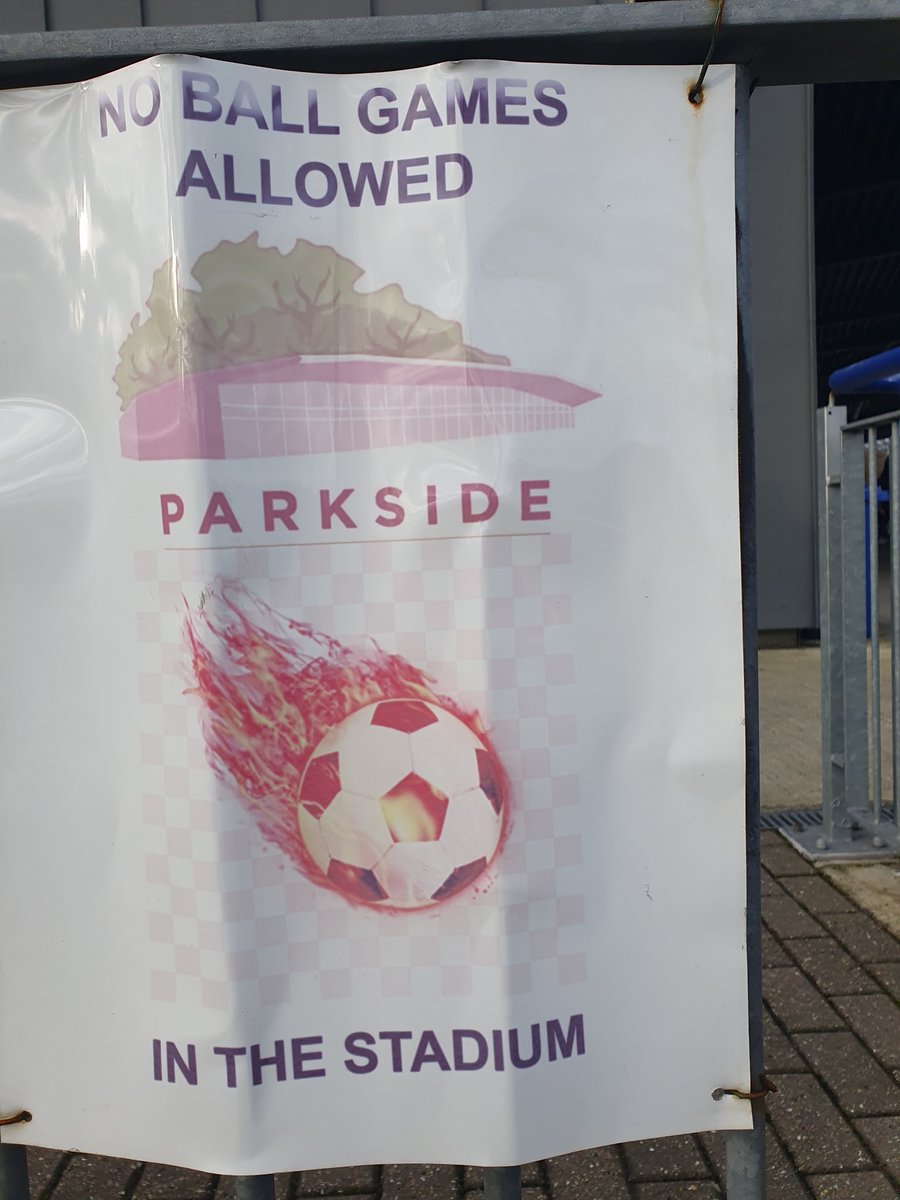 NO BALL GAMES
ALLOWED
PARKSIDE
IN THE STADIUM